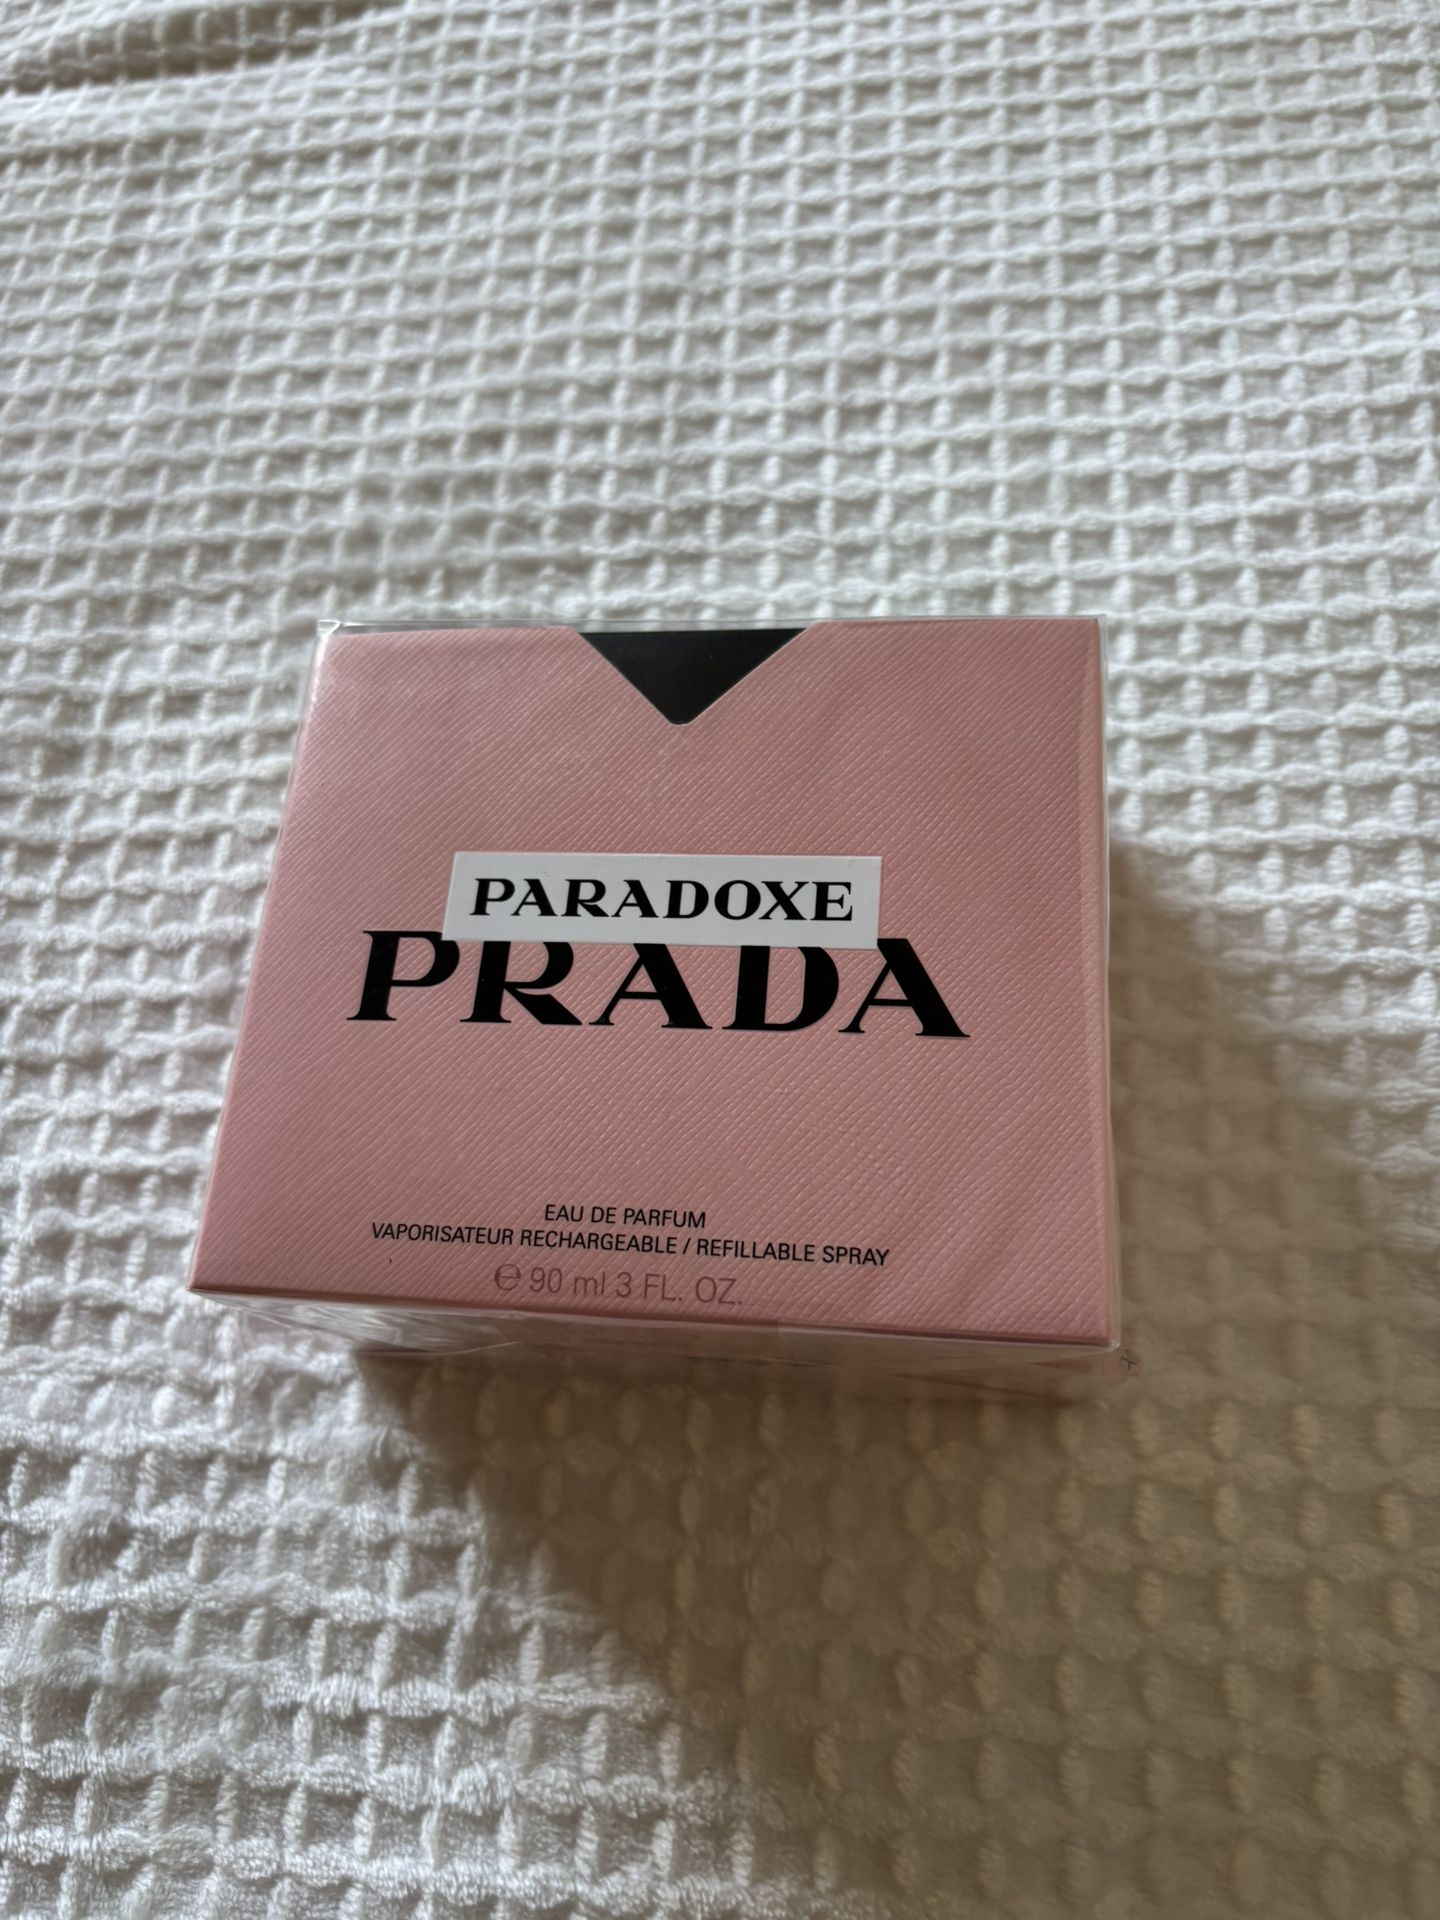 PARADOXE
PRADA
EAU DE PARFUM
VAPORISATEUR RECHARGEABLE / REFILLABLE SPRAY
℮ 90 ml 3 FL. OZ.